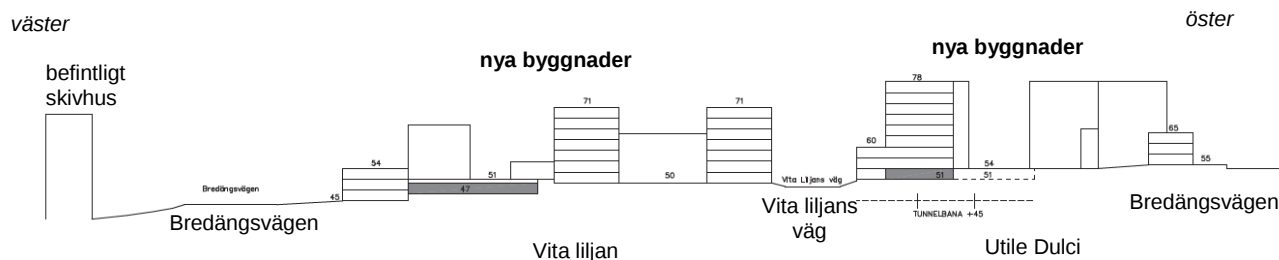 väster
öster
nya byggnader
nya byggnader
befintligt
skivhus
78
71
71
60
65
54
51
54
55
Bredängsvägen
45
47
50
Vita Liljans väg
51
51
Bredängsvägen
Vita liljans
väg
TUNNELBANA +45
Bredängsvägen
Vita liljan
Utile Dulci